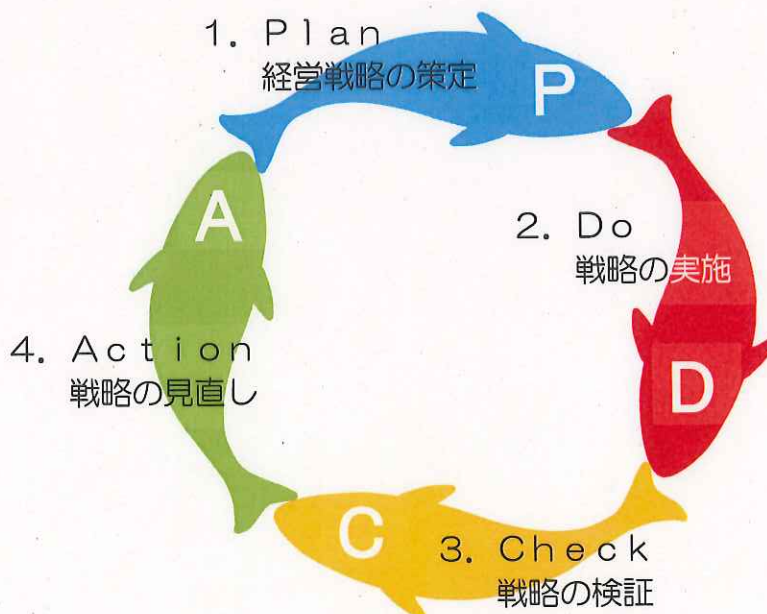 1. Plan
経営戦略の策定
P
A
2. Do
戦略の実施
D
4. Action
戦略の見直し
C
3. Check
戦略の検証